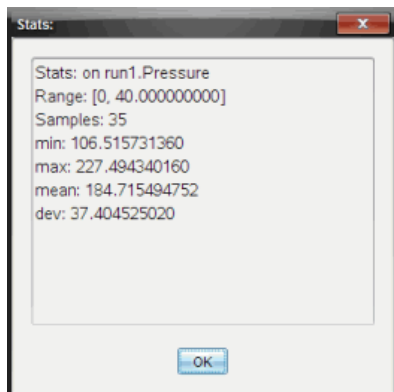 Stats:
Stats: on run1.Pressure
Range: [0, 40.000000000]
Samples: 35
min: 106.515731360
max: 227.494340160
mean: 184.715494752
dev: 37.404525020
OK